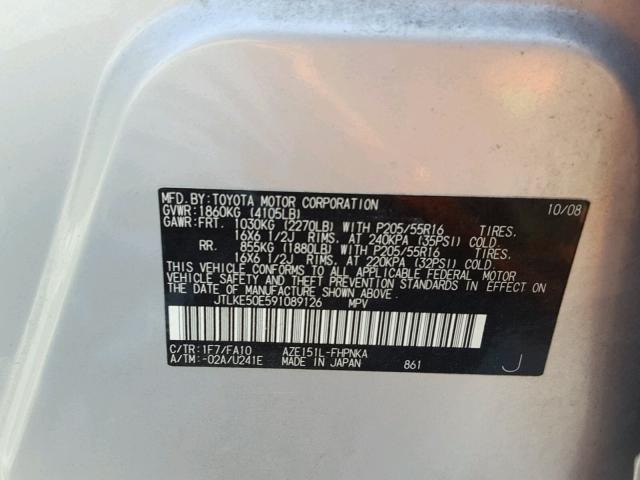 MFD.BY:TOYOTA MOTOR CORPORATION 10/08
GVWR:1860KG (4105LB)
GAWR:FRT. 1030KG (2270LB) WITH P205/55R16 TIRES.
16X6 1/2J RIMS. AT 240KPA (35PSI) COLD
RR. 855KG (1880LB) WITH P205/55R16 TIRES.
16X6 1/2J RIMS. AT 220KPA (32PSI) COLD.
THIS VEHICLE CONFORMS TO ALL APPLICABLE FEDERAL MOTOR
VEHICLE SAFETY AND THEFT PREVENTION STANDARDS IN EFFECT ON
THE DATE OF MANUFACTURE SHOWN ABOVE.
JTLKE50E591089126 MPV
C/TR:1F7/FA10 AZE151L-FHPNKA
A/TM:-02A/U241E MADE IN JAPAN 861 J